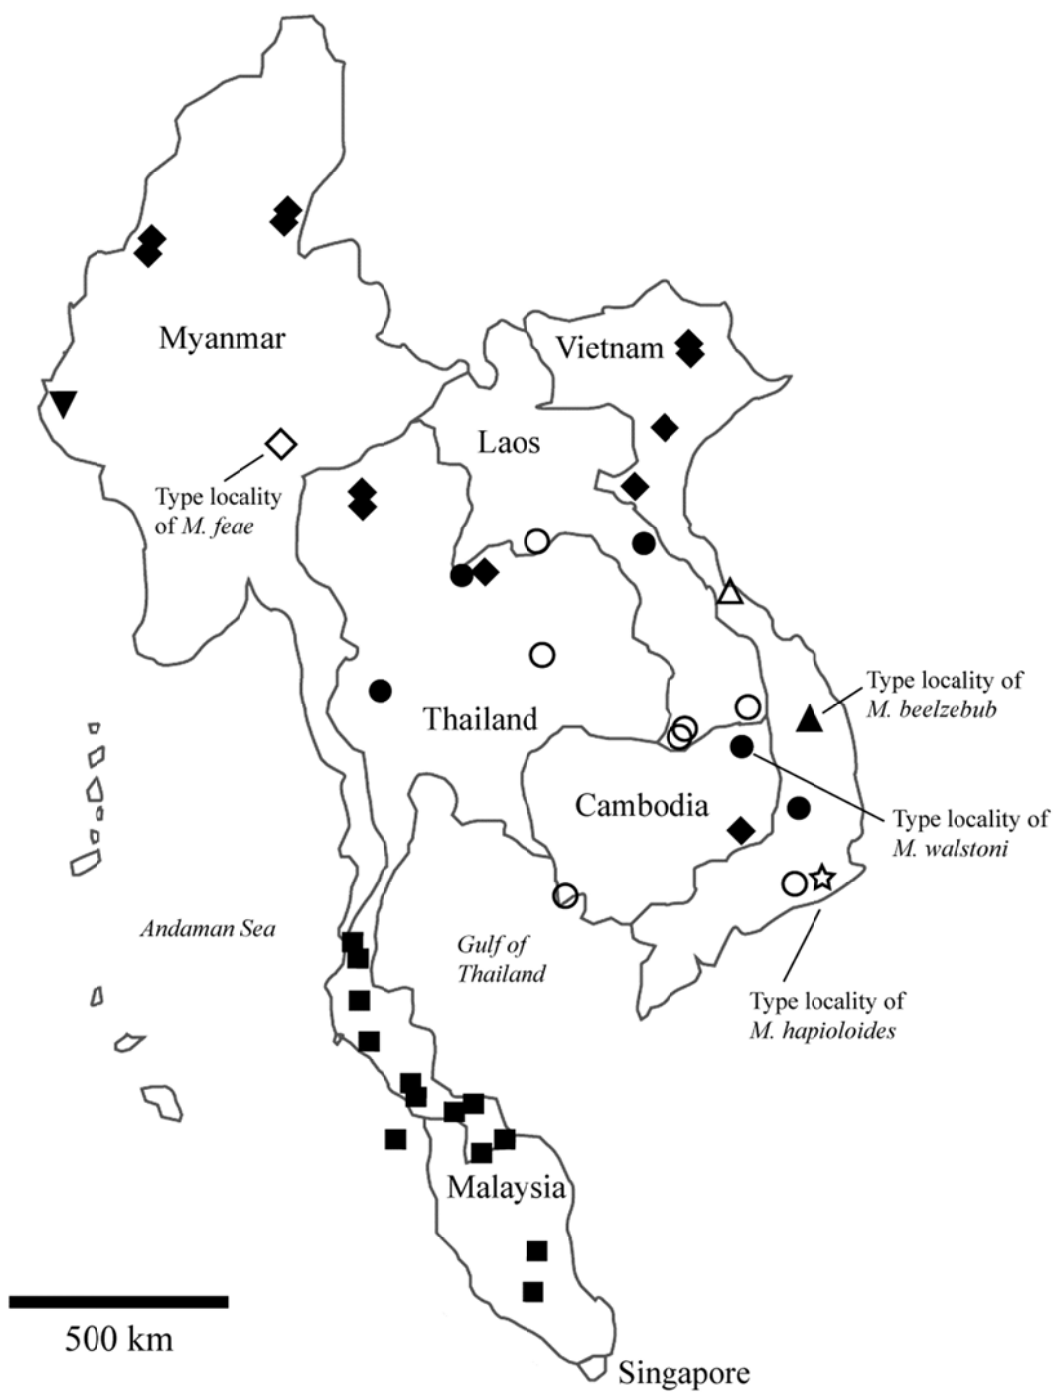 Myanmar
Vietnam
Laos
Type locality
of M. feae
Type locality of
M. beelzebub
Thailand
Cambodia
Type locality of
M. walstoni
Andaman Sea
Gulf of
Thailand
Type locality of
M. hapioloides
Malaysia
500 km
Singapore